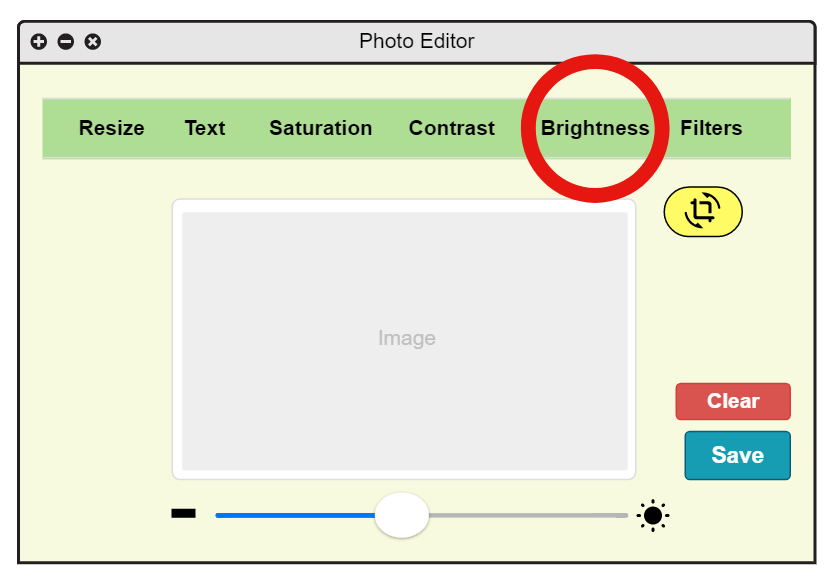 Photo Editor
Resize Text Saturation Contrast Brightness Filters
Image
Clear
Save